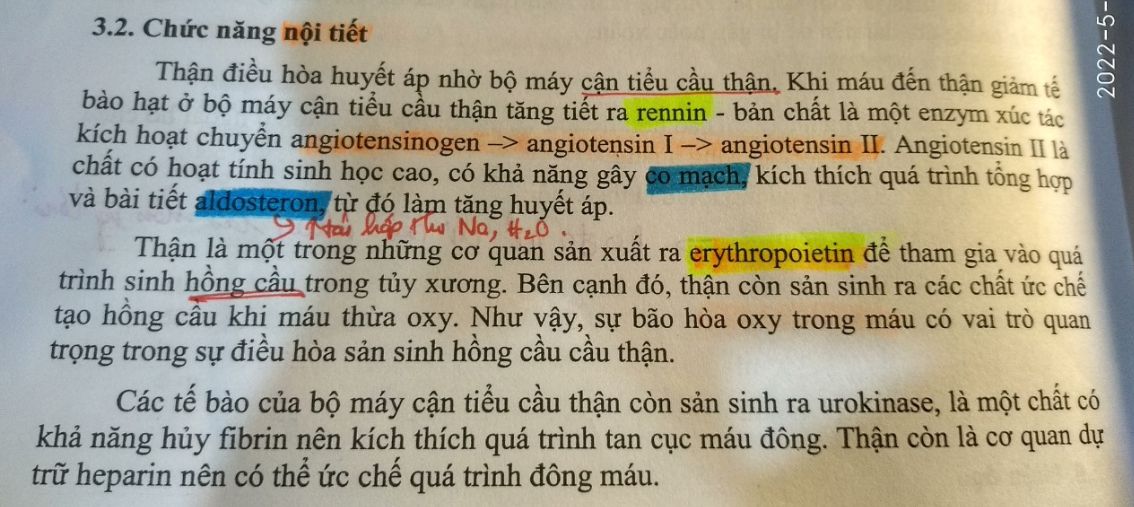 3.2. Chức năng nội tiết
Thận điều hòa huyết áp nhờ bộ máy cận tiểu cầu thận. Khi máu đến thận giảm tế
bào hạt ở bộ máy cận tiểu cầu thận tăng tiết ra rennin - bản chất là một enzym xúc tác
kích hoạt chuyển angiotensinogen –> angiotensin I –> angiotensin II. Angiotensin II là
chất có hoạt tính sinh học cao, có khả năng gây co mạch, kích thích quá trình tổng hợp
và bài tiết aldosteron, từ đó làm tăng huyết áp.
↑ tái hấp thu Na, H₂O.
Thận là một trong những cơ quan sản xuất ra erythropoietin để tham gia vào quá
trình sinh hồng cầu trong tủy xương. Bên cạnh đó, thận còn sản sinh ra các chất ức chế
tạo hồng cầu khi máu thừa oxy. Như vậy, sự bão hòa oxy trong máu có vai trò quan
trọng trong sự điều hòa sản sinh hồng cầu cầu thận.
Các tế bào của bộ máy cận tiểu cầu thận còn sản sinh ra urokinase, là một chất có
khả năng hủy fibrin nên kích thích quá trình tan cục máu đông. Thận còn là cơ quan dự
trữ heparin nên có thể ức chế quá trình đông máu.
2022-5-